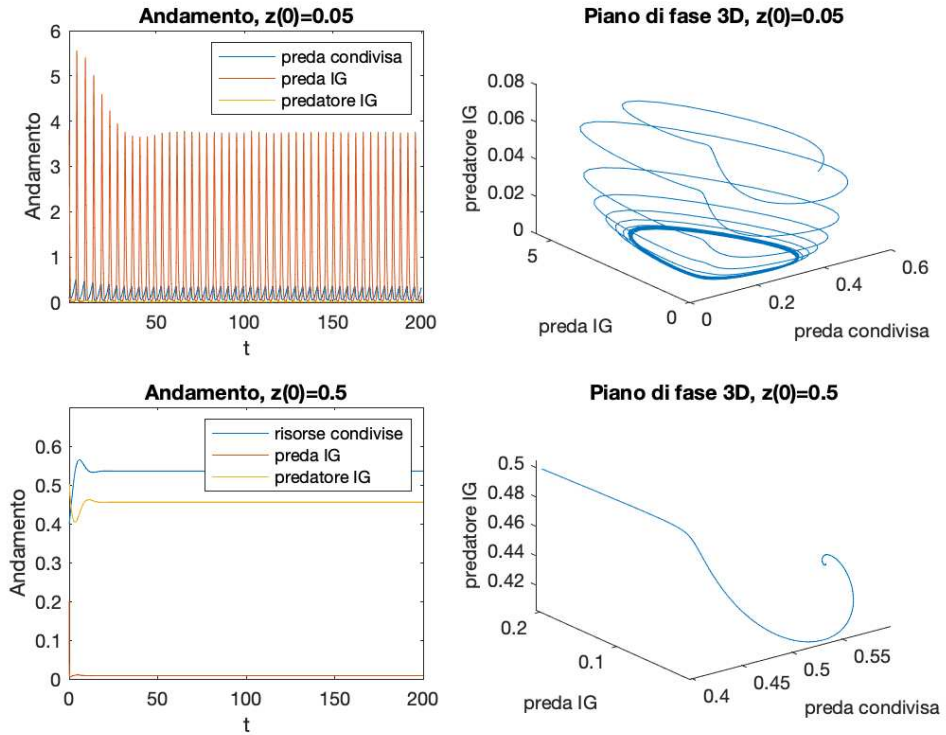 Andamento, z(0)=0.05
6
5
4
3
2
1
0
50
100
150
200
Andamento
t
preda condivisa
preda IG
predatore IG
Piano di fase 3D, z(0)=0.05
0.08
0.06
0.04
0.02
0
5
0
0
0.2
0.4
0.6
predatore IG
preda IG
preda condivisa
Andamento, z(0)=0.5
0.6
0.5
0.4
0.3
0.2
0.1
0
0
50
100
150
200
Andamento
t
risorse condivise
preda IG
predatore IG
Piano di fase 3D, z(0)=0.5
0.5
0.48
0.46
0.44
0.42
0.2
0.1
0.4
0.45
0.5
0.55
predatore IG
preda IG
preda condivisa